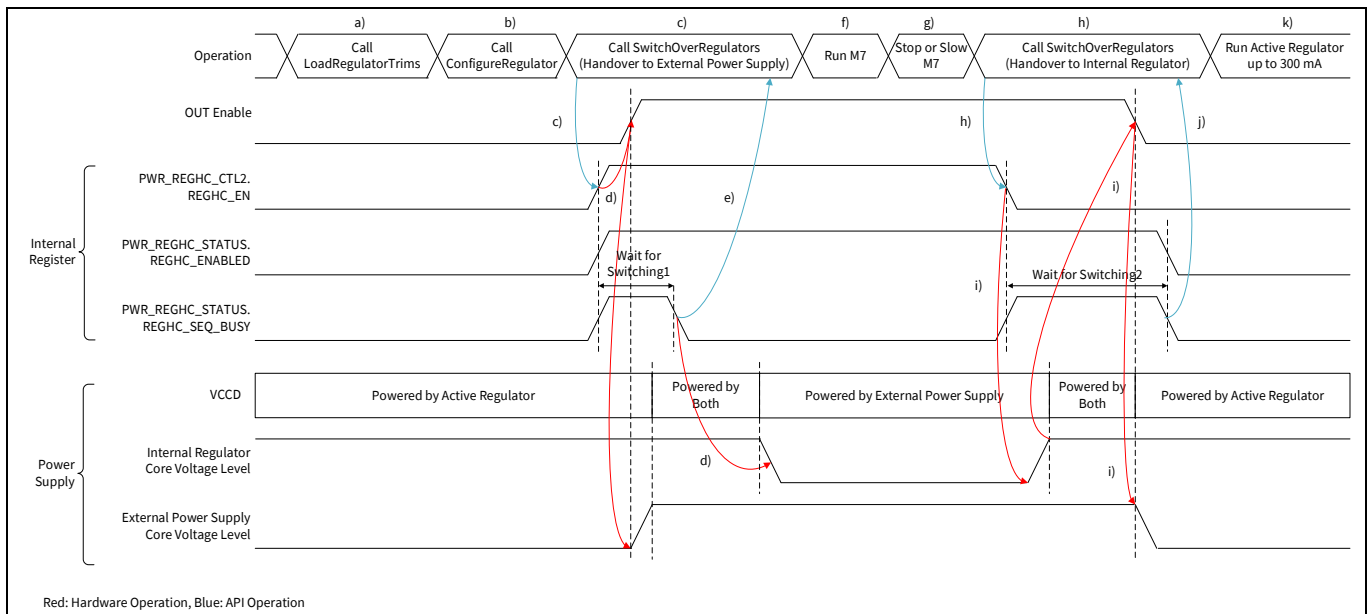 a)
b)
c)
f)
g)
h)
k)
Operation
Call
LoadRegulatorTrims
Call
ConfigureRegulator
Call SwitchOverRegulators
(Handover to External Power Supply)
Run M7
Stop or Slow
M7
Call SwitchOverRegulators
(Handover to Internal Regulator)
Run Active Regulator
up to 300 mA
OUT Enable
c)
h)
j)
Internal
Register
PWR_REGHC_CTL2.
REGHC_EN
d)
e)
i)
PWR_REGHC_STATUS.
REGHC_ENABLED
Wait for
Switching1
Wait for Switching2
i)
PWR_REGHC_STATUS.
REGHC_SEQ_BUSY
Power
Supply
VCCD
Powered by Active Regulator
Powered by
Both
Powered by External Power Supply
Powered by
Both
Powered by Active Regulator
Internal Regulator
Core Voltage Level
d)
i)
External Power Supply
Core Voltage Level
Red: Hardware Operation, Blue: API Operation